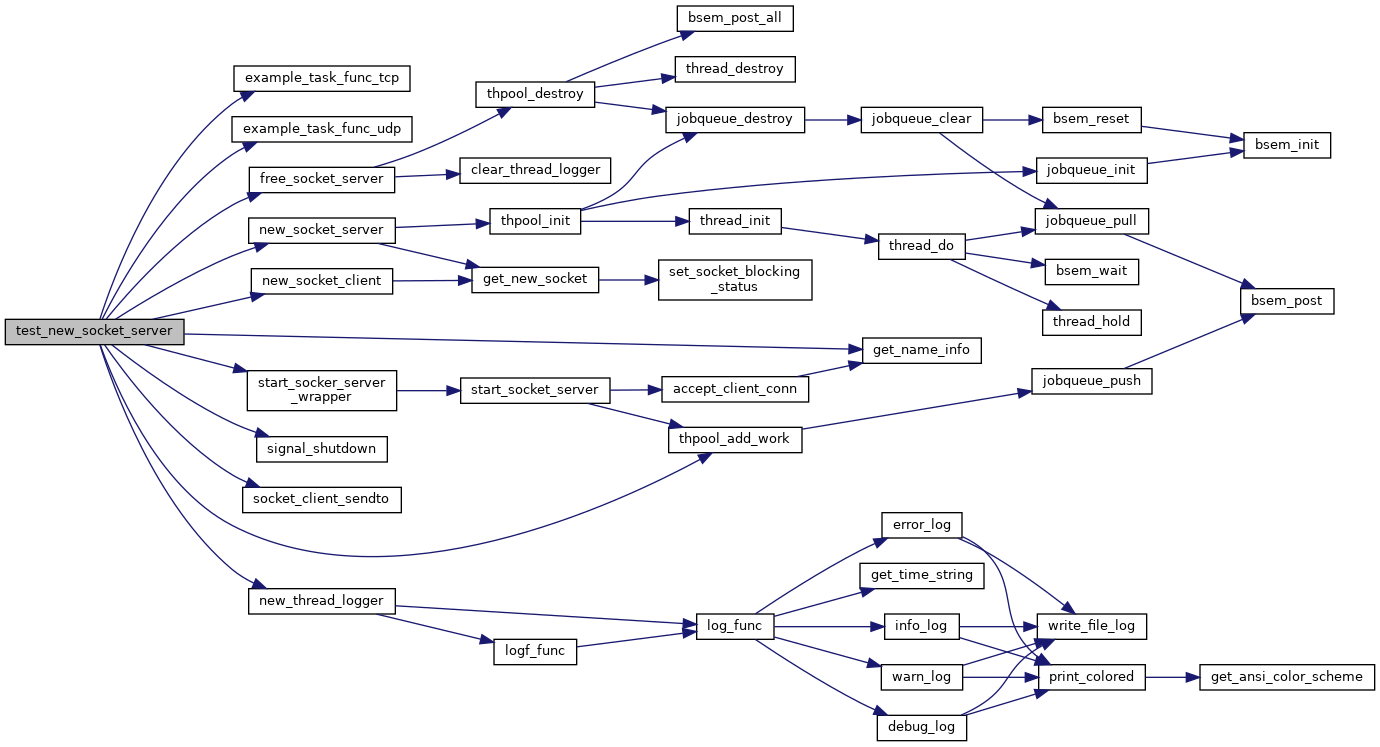 bsem_post_all
thread_destroy
example_task_func_tcp
thpool_destroy
example_task_func_udp
jobqueue_destroy
jobqueue_clear
bsem_reset
bsem_init
free_socket_server
clear_thread_logger
jobqueue_init
new_socket_server
thpool_init
thread_init
jobqueue_pull
thread_do
new_socket_client
get_new_socket
set_socket_blocking
_status
bsem_wait
bsem_post
thread_hold
test_new_socket_server
get_name_info
start_socker_server
_wrapper
start_socket_server
accept_client_conn
jobqueue_push
signal_shutdown
thpool_add_work
socket_client_sendto
error_log
get_time_string
new_thread_logger
logf_func
log_func
info_log
write_file_log
warn_log
print_colored
get_ansi_color_scheme
debug_log